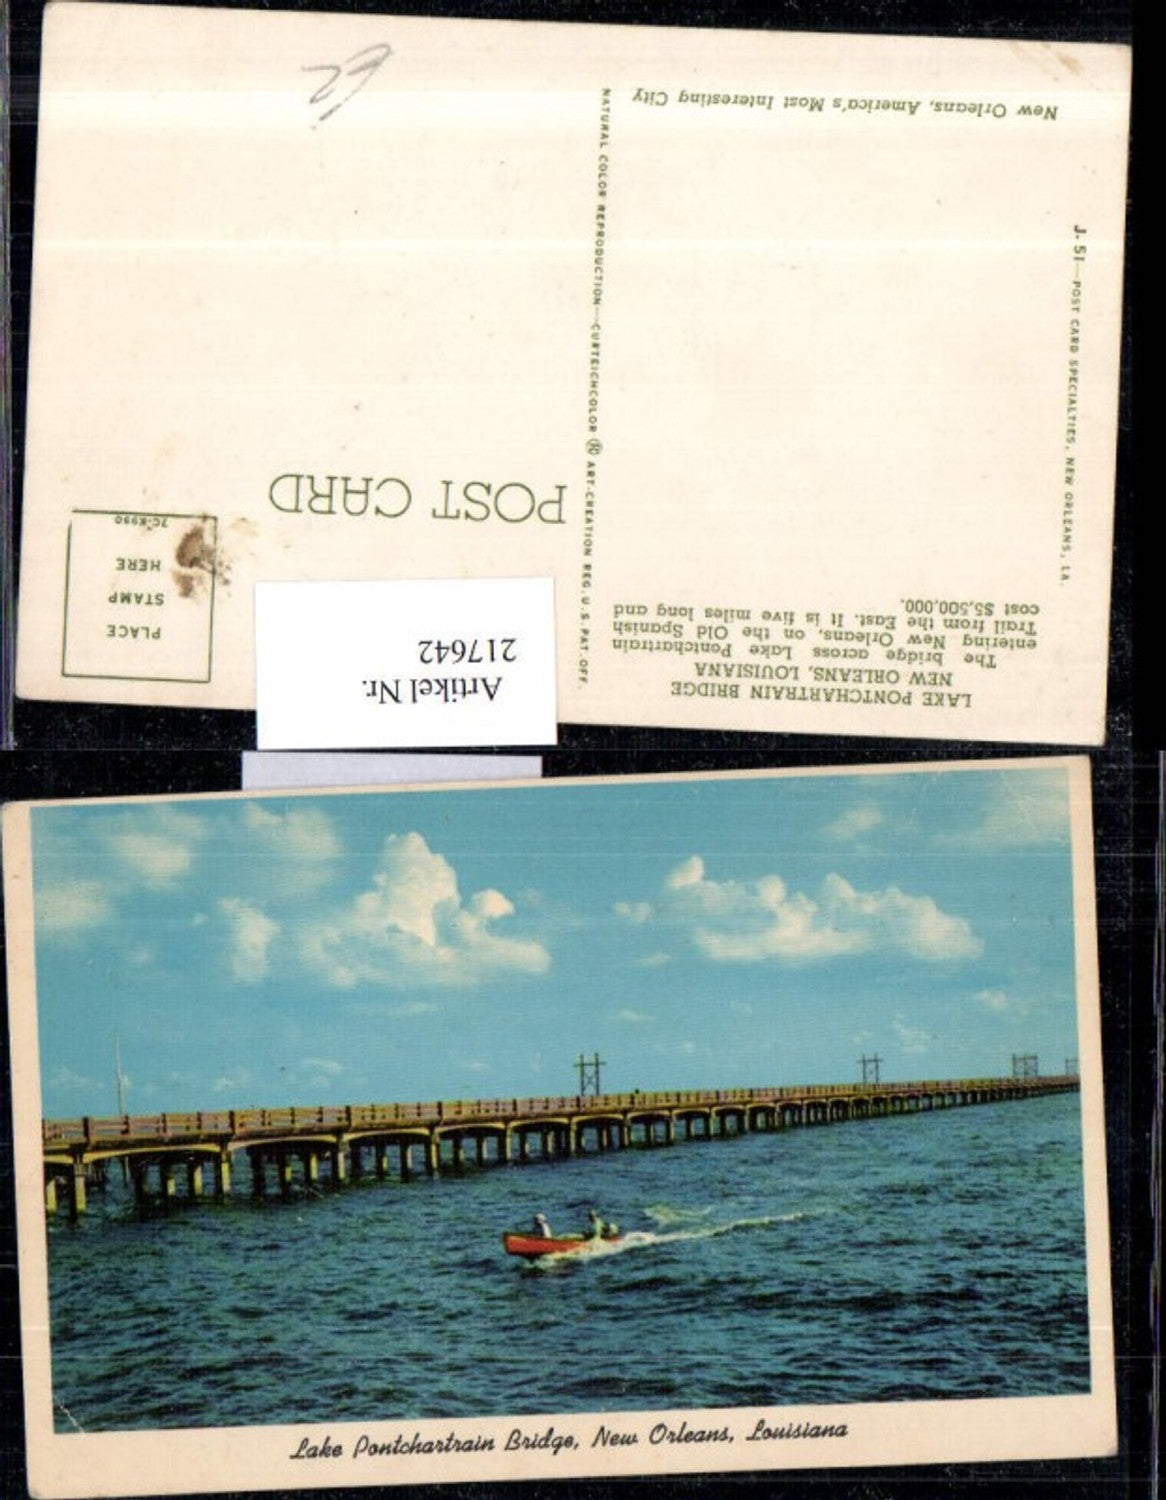 LAKE PONTCHARTRAIN BRIDGE
NEW ORLEANS, LOUISIANA
The bridge across Lake Pontchartrain
entering New Orleans, on the Old Spanish
Trail from the East. It is five miles long and
cost $5,500,000.
J-51—POST CARD SPECIALTIES, NEW ORLEANS, LA.
New Orleans, America's Most Interesting City
NATURAL COLOR REPRODUCTION—CURTEICHCOLOR ® ART-CREATION REG. U.S. PAT. OFF.
POST CARD
PLACE
STAMP
HERE
7C-K990
Artikel Nr.
217642
Lake Pontchartrain Bridge, New Orleans, Louisiana